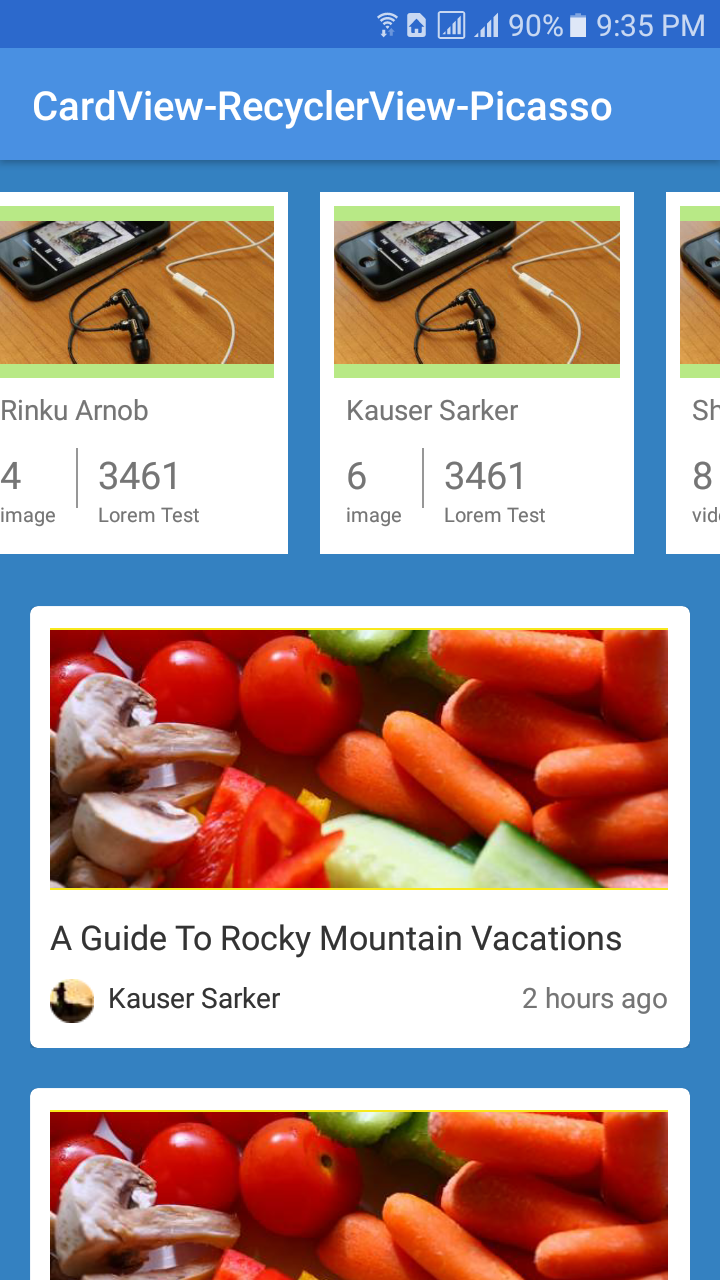 90% 9:35 PM
CardView-RecyclerView-Picasso
Rinku Arnob
4 3461
image Lorem Test
Kauser Sarker
6 3461
image Lorem Test
Sh
8
vid
A Guide To Rocky Mountain Vacations
Kauser Sarker 2 hours ago